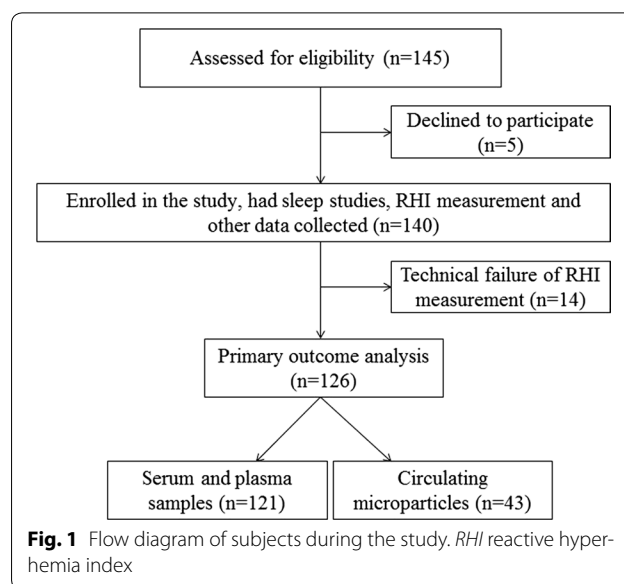 Assessed for eligibility (n=145)
Declined to participate
(n=5)
Enrolled in the study, had sleep studies, RHI measurement and
other data collected (n=140)
Technical failure of RHI
measurement (n=14)
Primary outcome analysis
(n=126)
Serum and plasma
samples (n=121)
Circulating
microparticles (n=43)
Fig. 1 Flow diagram of subjects during the study. RHI reactive hyper-
hemia index